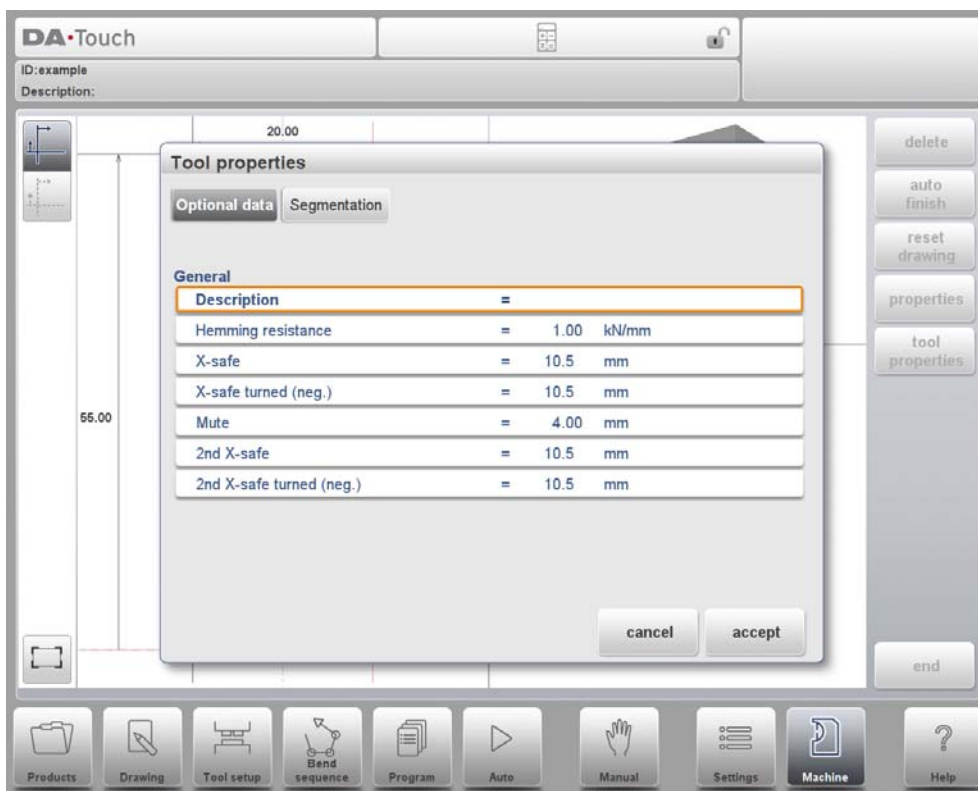 DA•Touch
ID:example
Description:
20.00
55.00
Tool properties
Optional data Segmentation
General
Description =
Hemming resistance = 1.00 kN/mm
X-safe = 10.5 mm
X-safe turned (neg.) = 10.5 mm
Mute = 4.00 mm
2nd X-safe = 10.5 mm
2nd X-safe turned (neg.) = 10.5 mm
cancel accept
delete
auto
finish
reset
drawing
properties
tool
properties
end
Products
Drawing
Tool setup
Bend
sequence
Program
Auto
Manual
Settings
Machine
?
Help